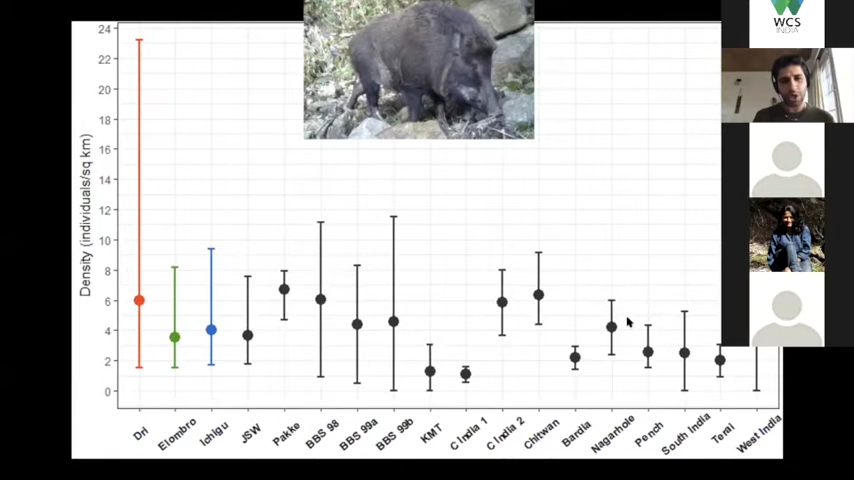 WCS
INDIA
Density (individuals/sq km)
24
22
20
18
16
14
12
10
8
6
4
2
0
Dri
Elombro
Ichigu
JSW
Pakke
BBS 98
BBS 99a
BBS 99b
KMT
C India 1
C India 2
Chitwan
Bardia
Nagarhole
Pench
South India
Terai
West India